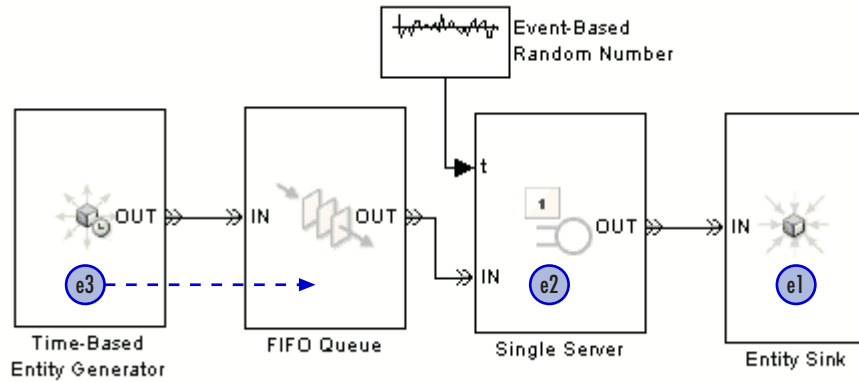 Event-Based
Random Number
OUT
IN
OUT
t
IN
1
OUT
IN
e3
e2
e1
Time-Based
Entity Generator
FIFO Queue
Single Server
Entity Sink